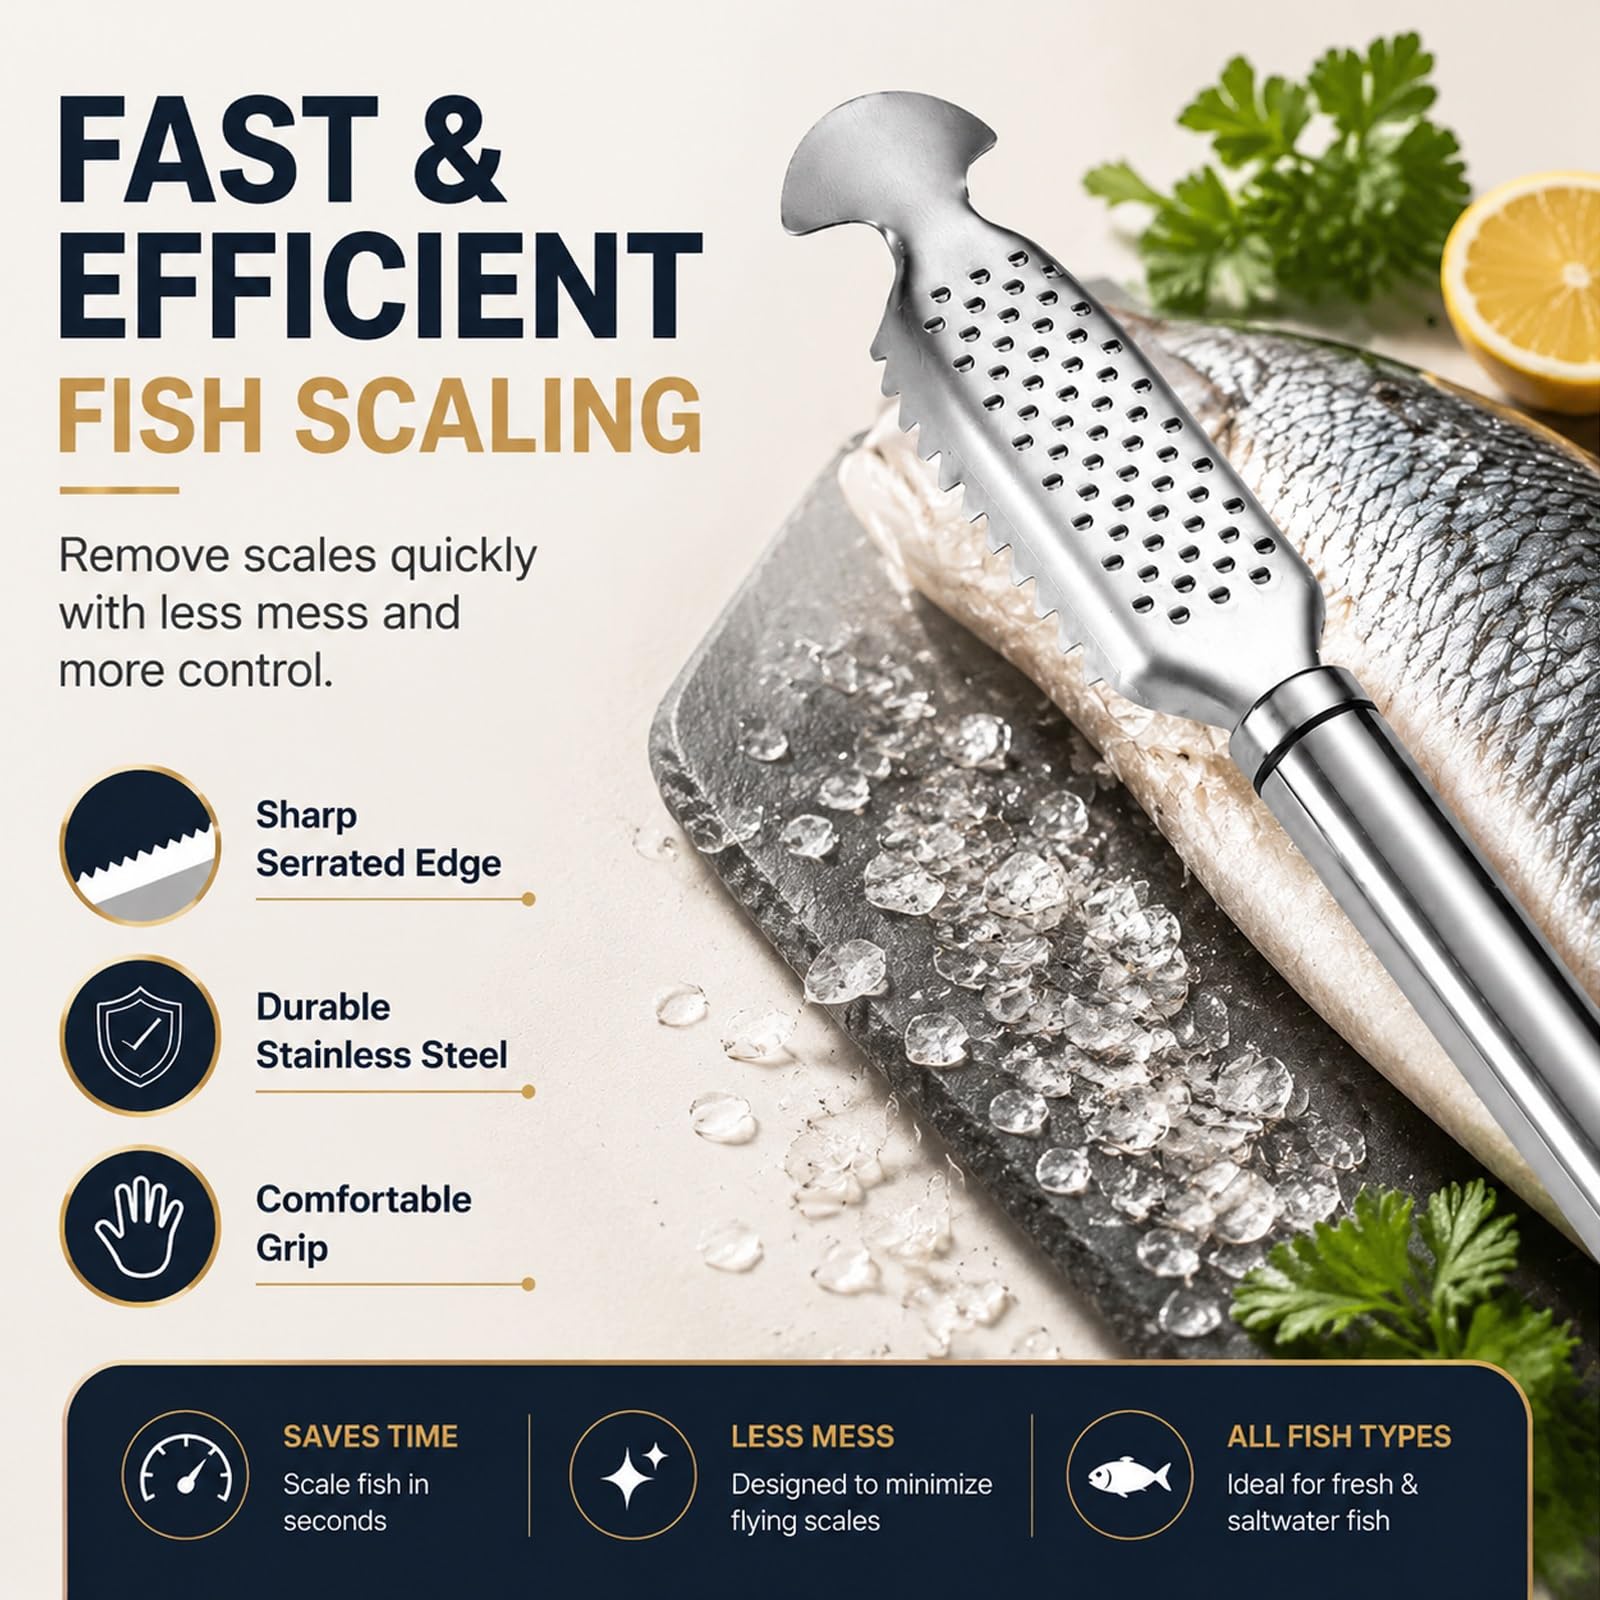 FAST &
EFFICIENT
FISH SCALING
Remove scales quickly
with less mess and
more control.
Sharp
Serrated Edge
Durable
Stainless Steel
Comfortable
Grip
SAVES TIME
Scale fish in
seconds
LESS MESS
Designed to minimize
flying scales
ALL FISH TYPES
Ideal for fresh &
saltwater fish